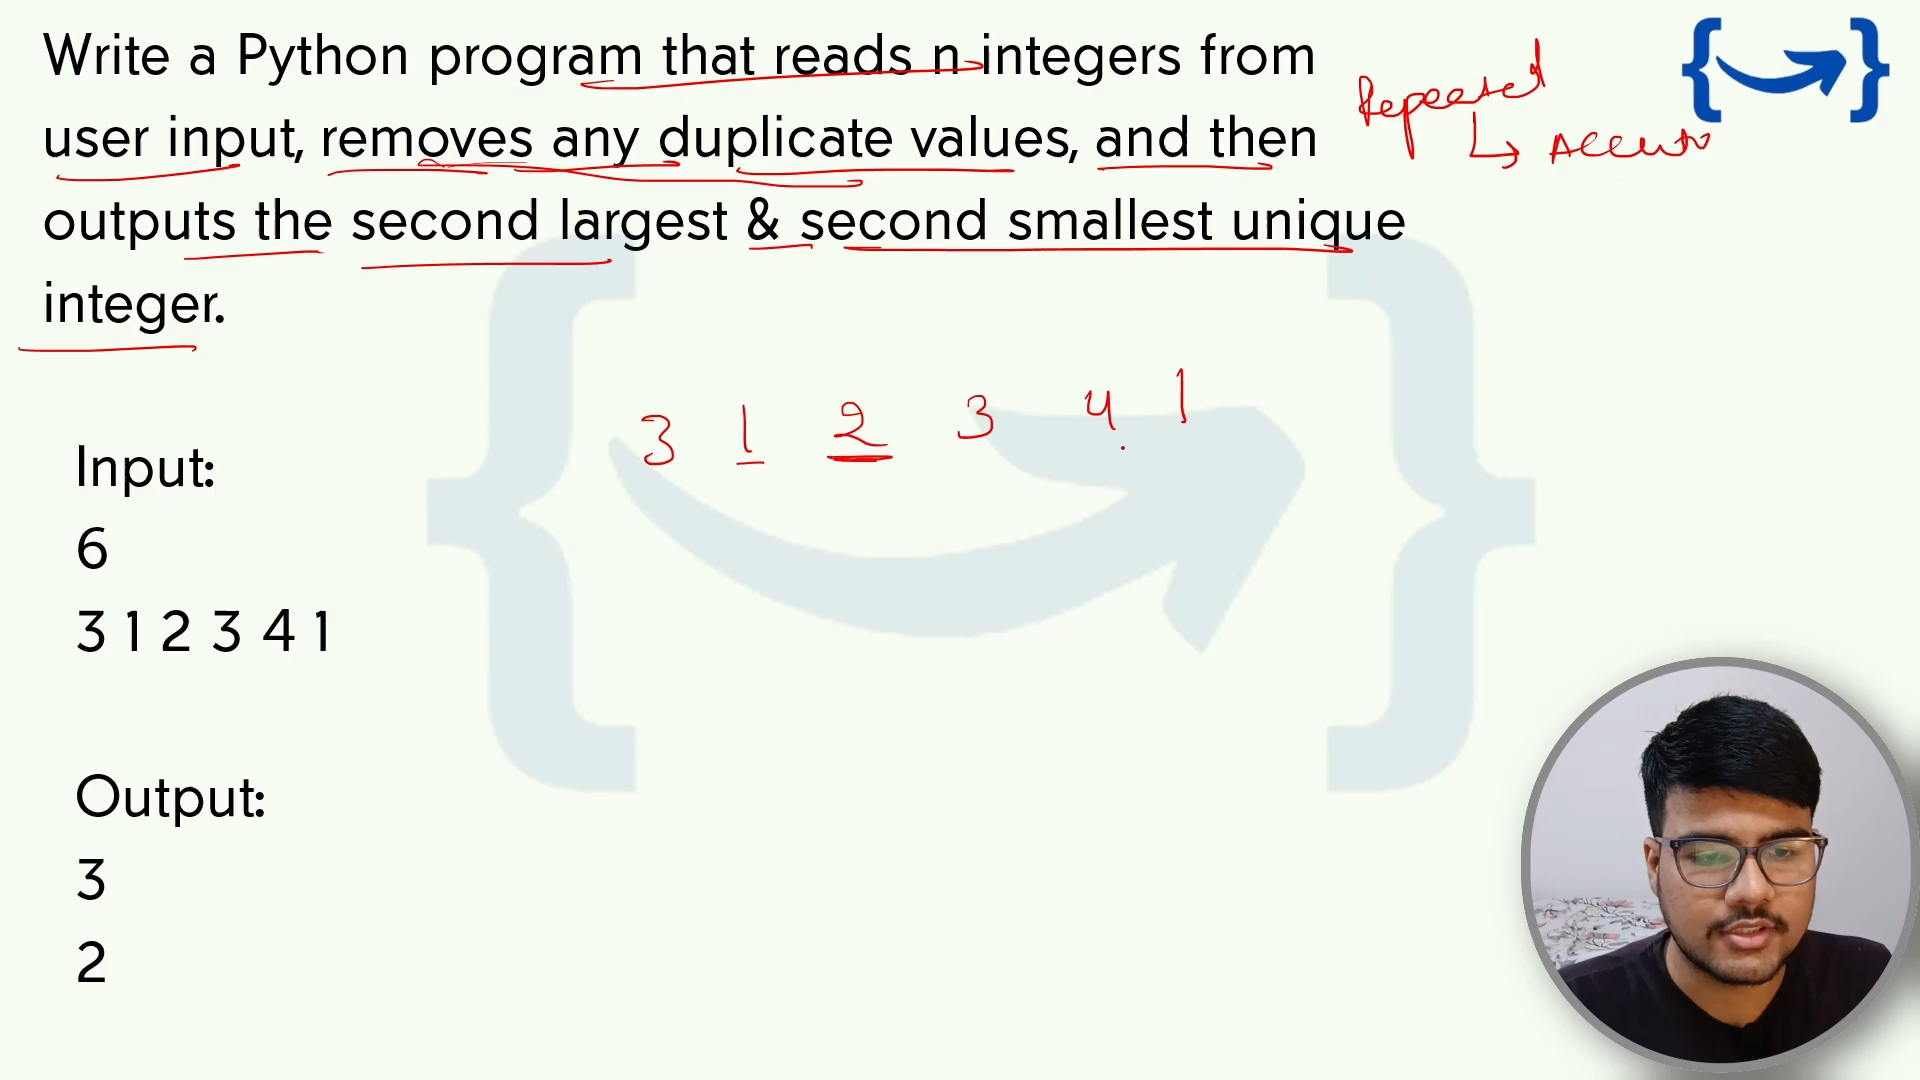 Write a Python program that reads n integers from
user input, removes any duplicate values, and then
outputs the second largest & second smallest unique
integer.
Repeated
3 1 2 3 4 1
Input:
6
3 1 2 3 4 1
Output:
3
2